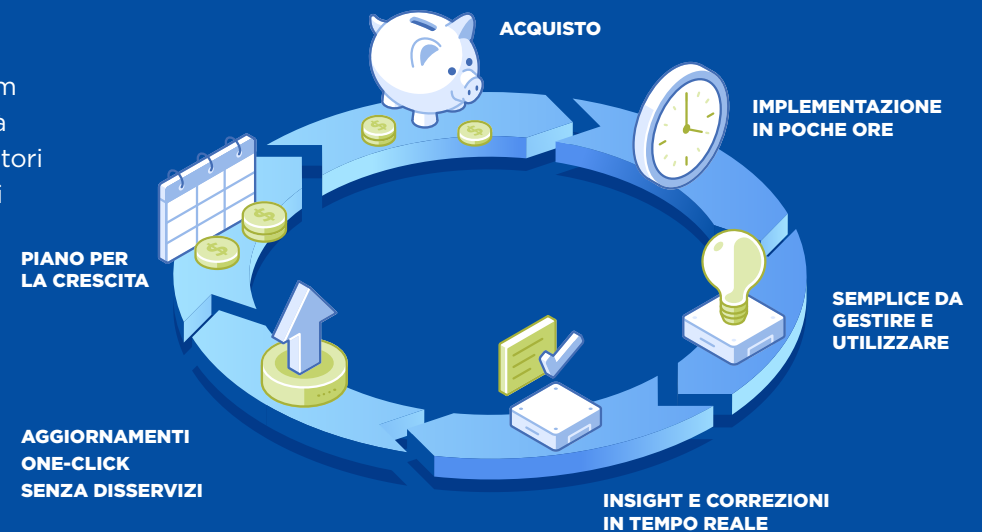 ACQUISTO
IMPLEMENTAZIONE
IN POCHE ORE
SEMPLICE DA
GESTIRE E
UTILIZZARE
INSIGHT E CORREZIONI
IN TEMPO REALE
AGGIORNAMENTI
ONE-CLICK
SENZA DISSERVIZI
PIANO PER
LA CRESCITA